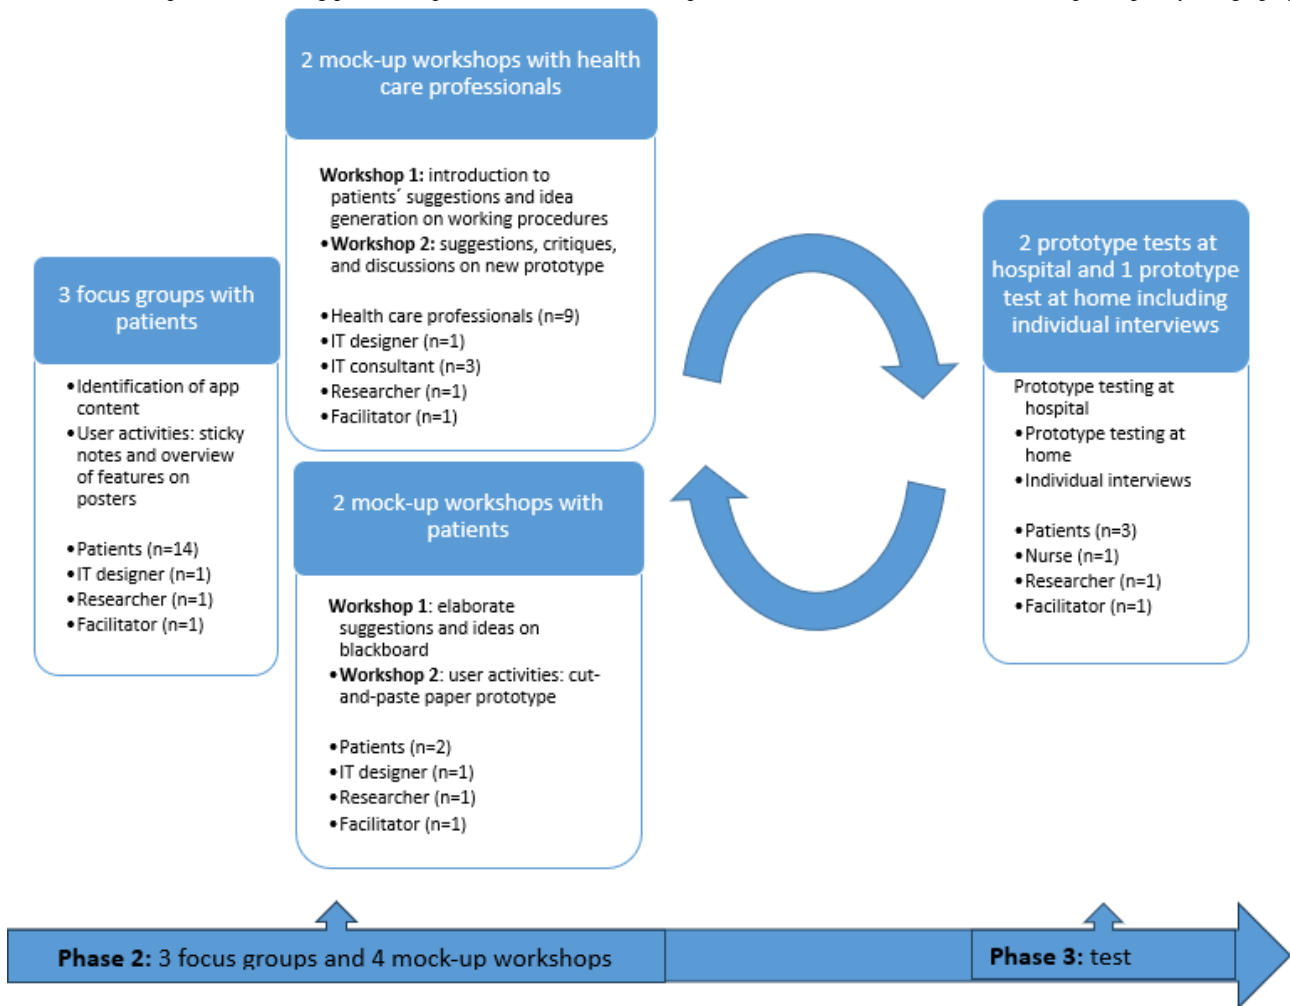 2 mock-up workshops with health
care professionals
Workshop 1: introduction to
patients´ suggestions and idea
generation on working procedures
•Workshop 2: suggestions, critiques,
and discussions on new prototype
•Health care professionals (n=9)
•IT designer (n=1)
•IT consultant (n=3)
•Researcher (n=1)
•Facilitator (n=1)
3 focus groups with
patients
•Identification of app
content
•User activities: sticky
notes and overview
of features on
posters
•Patients (n=14)
•IT designer (n=1)
•Researcher (n=1)
•Facilitator (n=1)
2 mock-up workshops with
patients
Workshop 1: elaborate
suggestions and ideas on
blackboard
•Workshop 2: user activities: cut-
and-paste paper prototype
•Patients (n=2)
•IT designer (n=1)
•Researcher (n=1)
•Facilitator (n=1)
2 prototype tests at
hospital and 1 prototype
test at home including
individual interviews
Prototype testing at
hospital
•Prototype testing at
home
•Individual interviews
•Patients (n=3)
•Nurse (n=1)
•Researcher (n=1)
•Facilitator (n=1)
Phase 2: 3 focus groups and 4 mock-up workshops
Phase 3: test